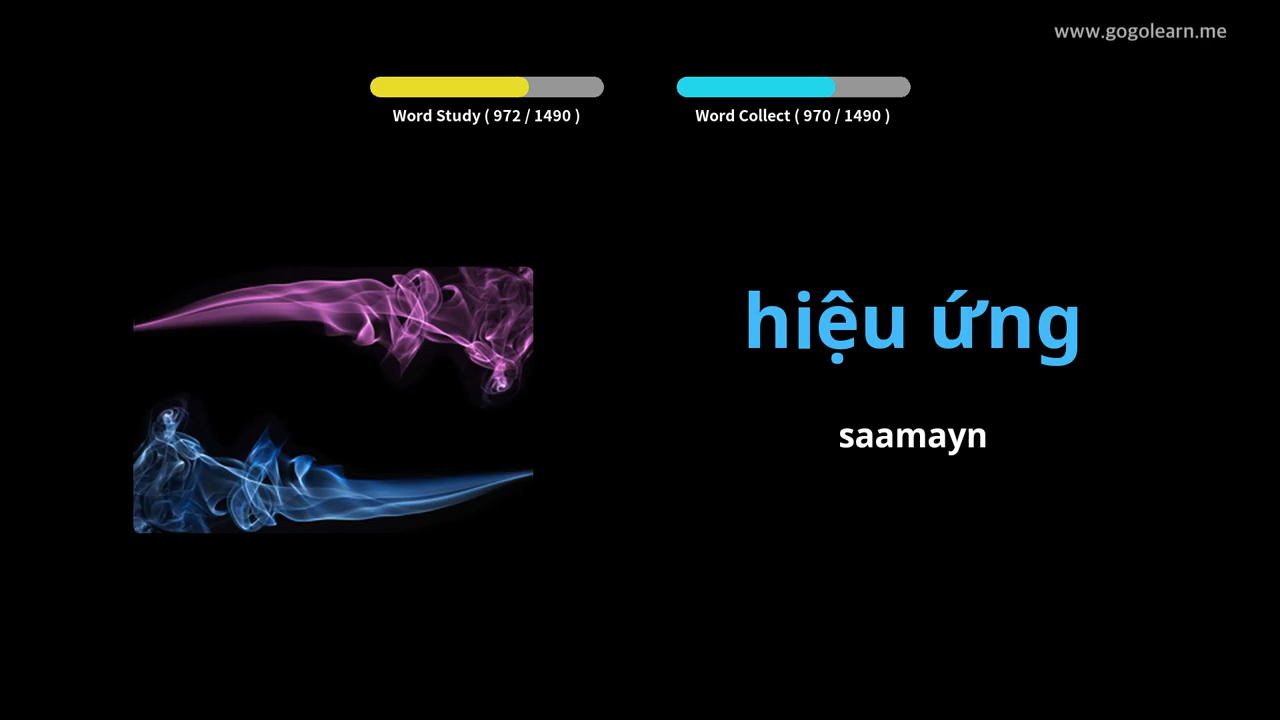 www.gogolearn.me
Word Study ( 972 / 1490 )
Word Collect ( 970 / 1490 )
hiệu ứng
saamayn